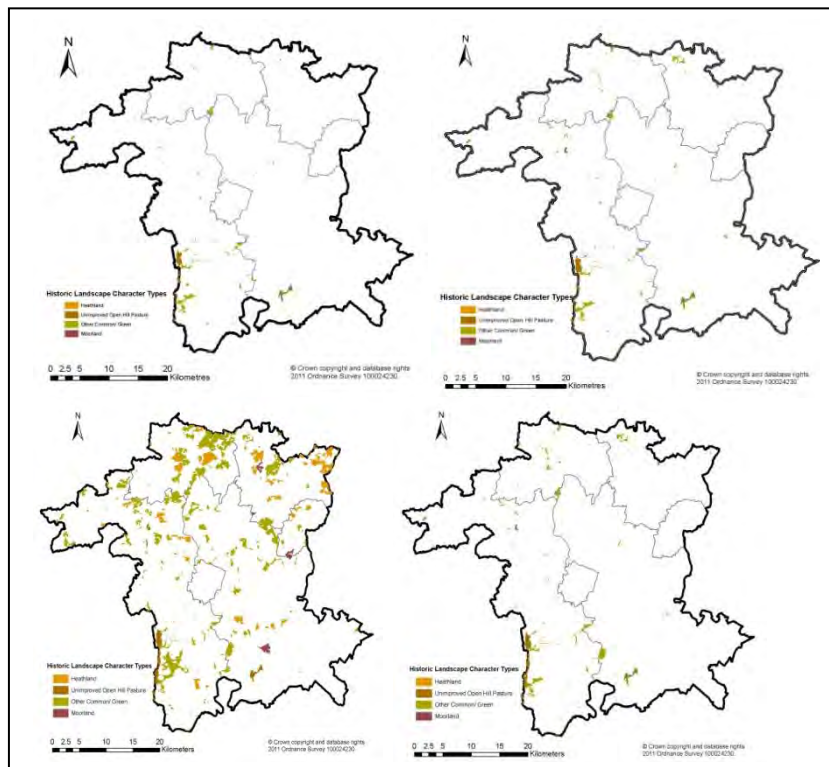 N
Historic Landscape Character Types
Heathland
Unimproved Open Hill Pasture
Other Common/ Green
Moorland
0 2.5 5 10 15 20
Kilometres
© Crown copyright and database rights
2011 Ordnance Survey 100024230.
N
Historic Landscape Character Types
Heathland
Unimproved Open Hill Pasture
Other Common/ Green
Moorland
0 2.5 5 10 15 20
Kilometres
© Crown copyright and database rights
2011 Ordnance Survey 100024230.
N
Historic Landscape Character Types
Heathland
Unimproved Open Hill Pasture
Other Common/ Green
Moorland
0 2.5 5 10 15 20
Kilometers
© Crown copyright and database rights
2011 Ordnance Survey 100024230.
N
Historic Landscape Character Types
Heathland
Unimproved Open Hill Pasture
Other Common/ Green
Moorland
0 2.5 5 10 15 20
Kilometers
© Crown copyright and database rights
2011 Ordnance Survey 100024230.